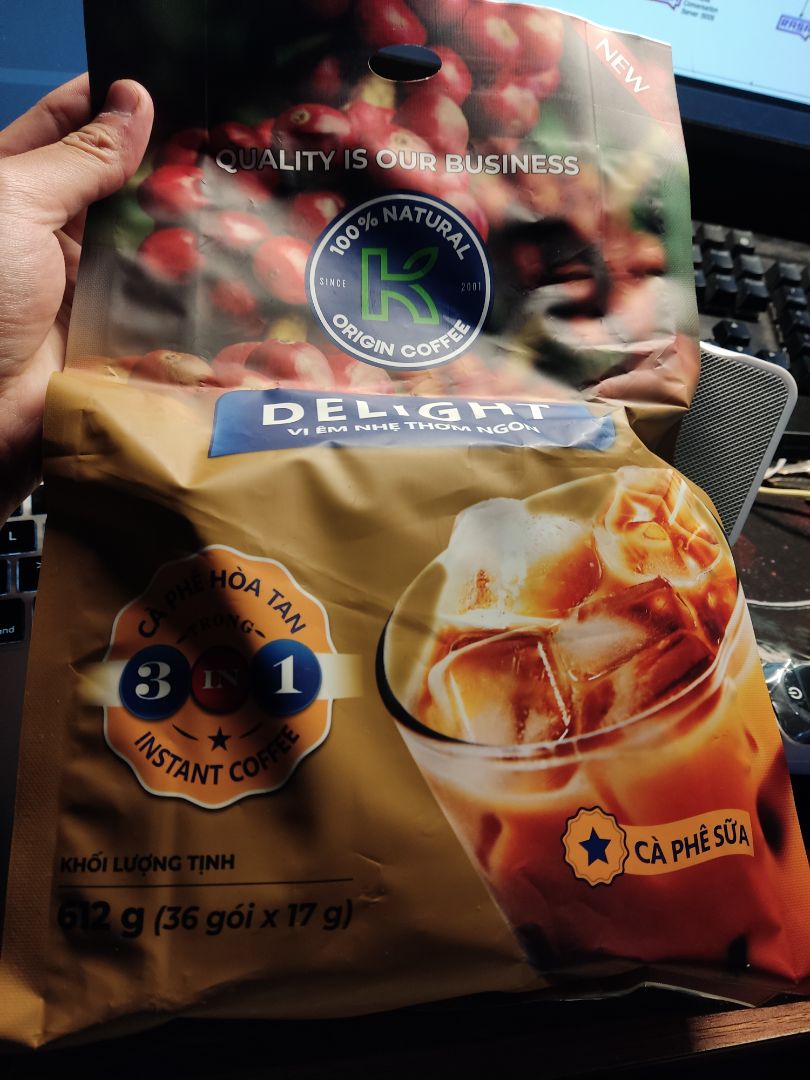 NEW
QUALITY IS OUR BUSINESS
100% NATURAL
SINCE 2001
K
ORIGIN COFFEE
DELIGHT
VỊ ÊM NHẸ THƠM NGON
CÀ PHÊ HÒA TAN
TRONG
3 IN 1
INSTANT COFFEE
CÀ PHÊ SỮA
KHỐI LƯỢNG TỊNH
612 g (36 gói x 17 g)
L
>